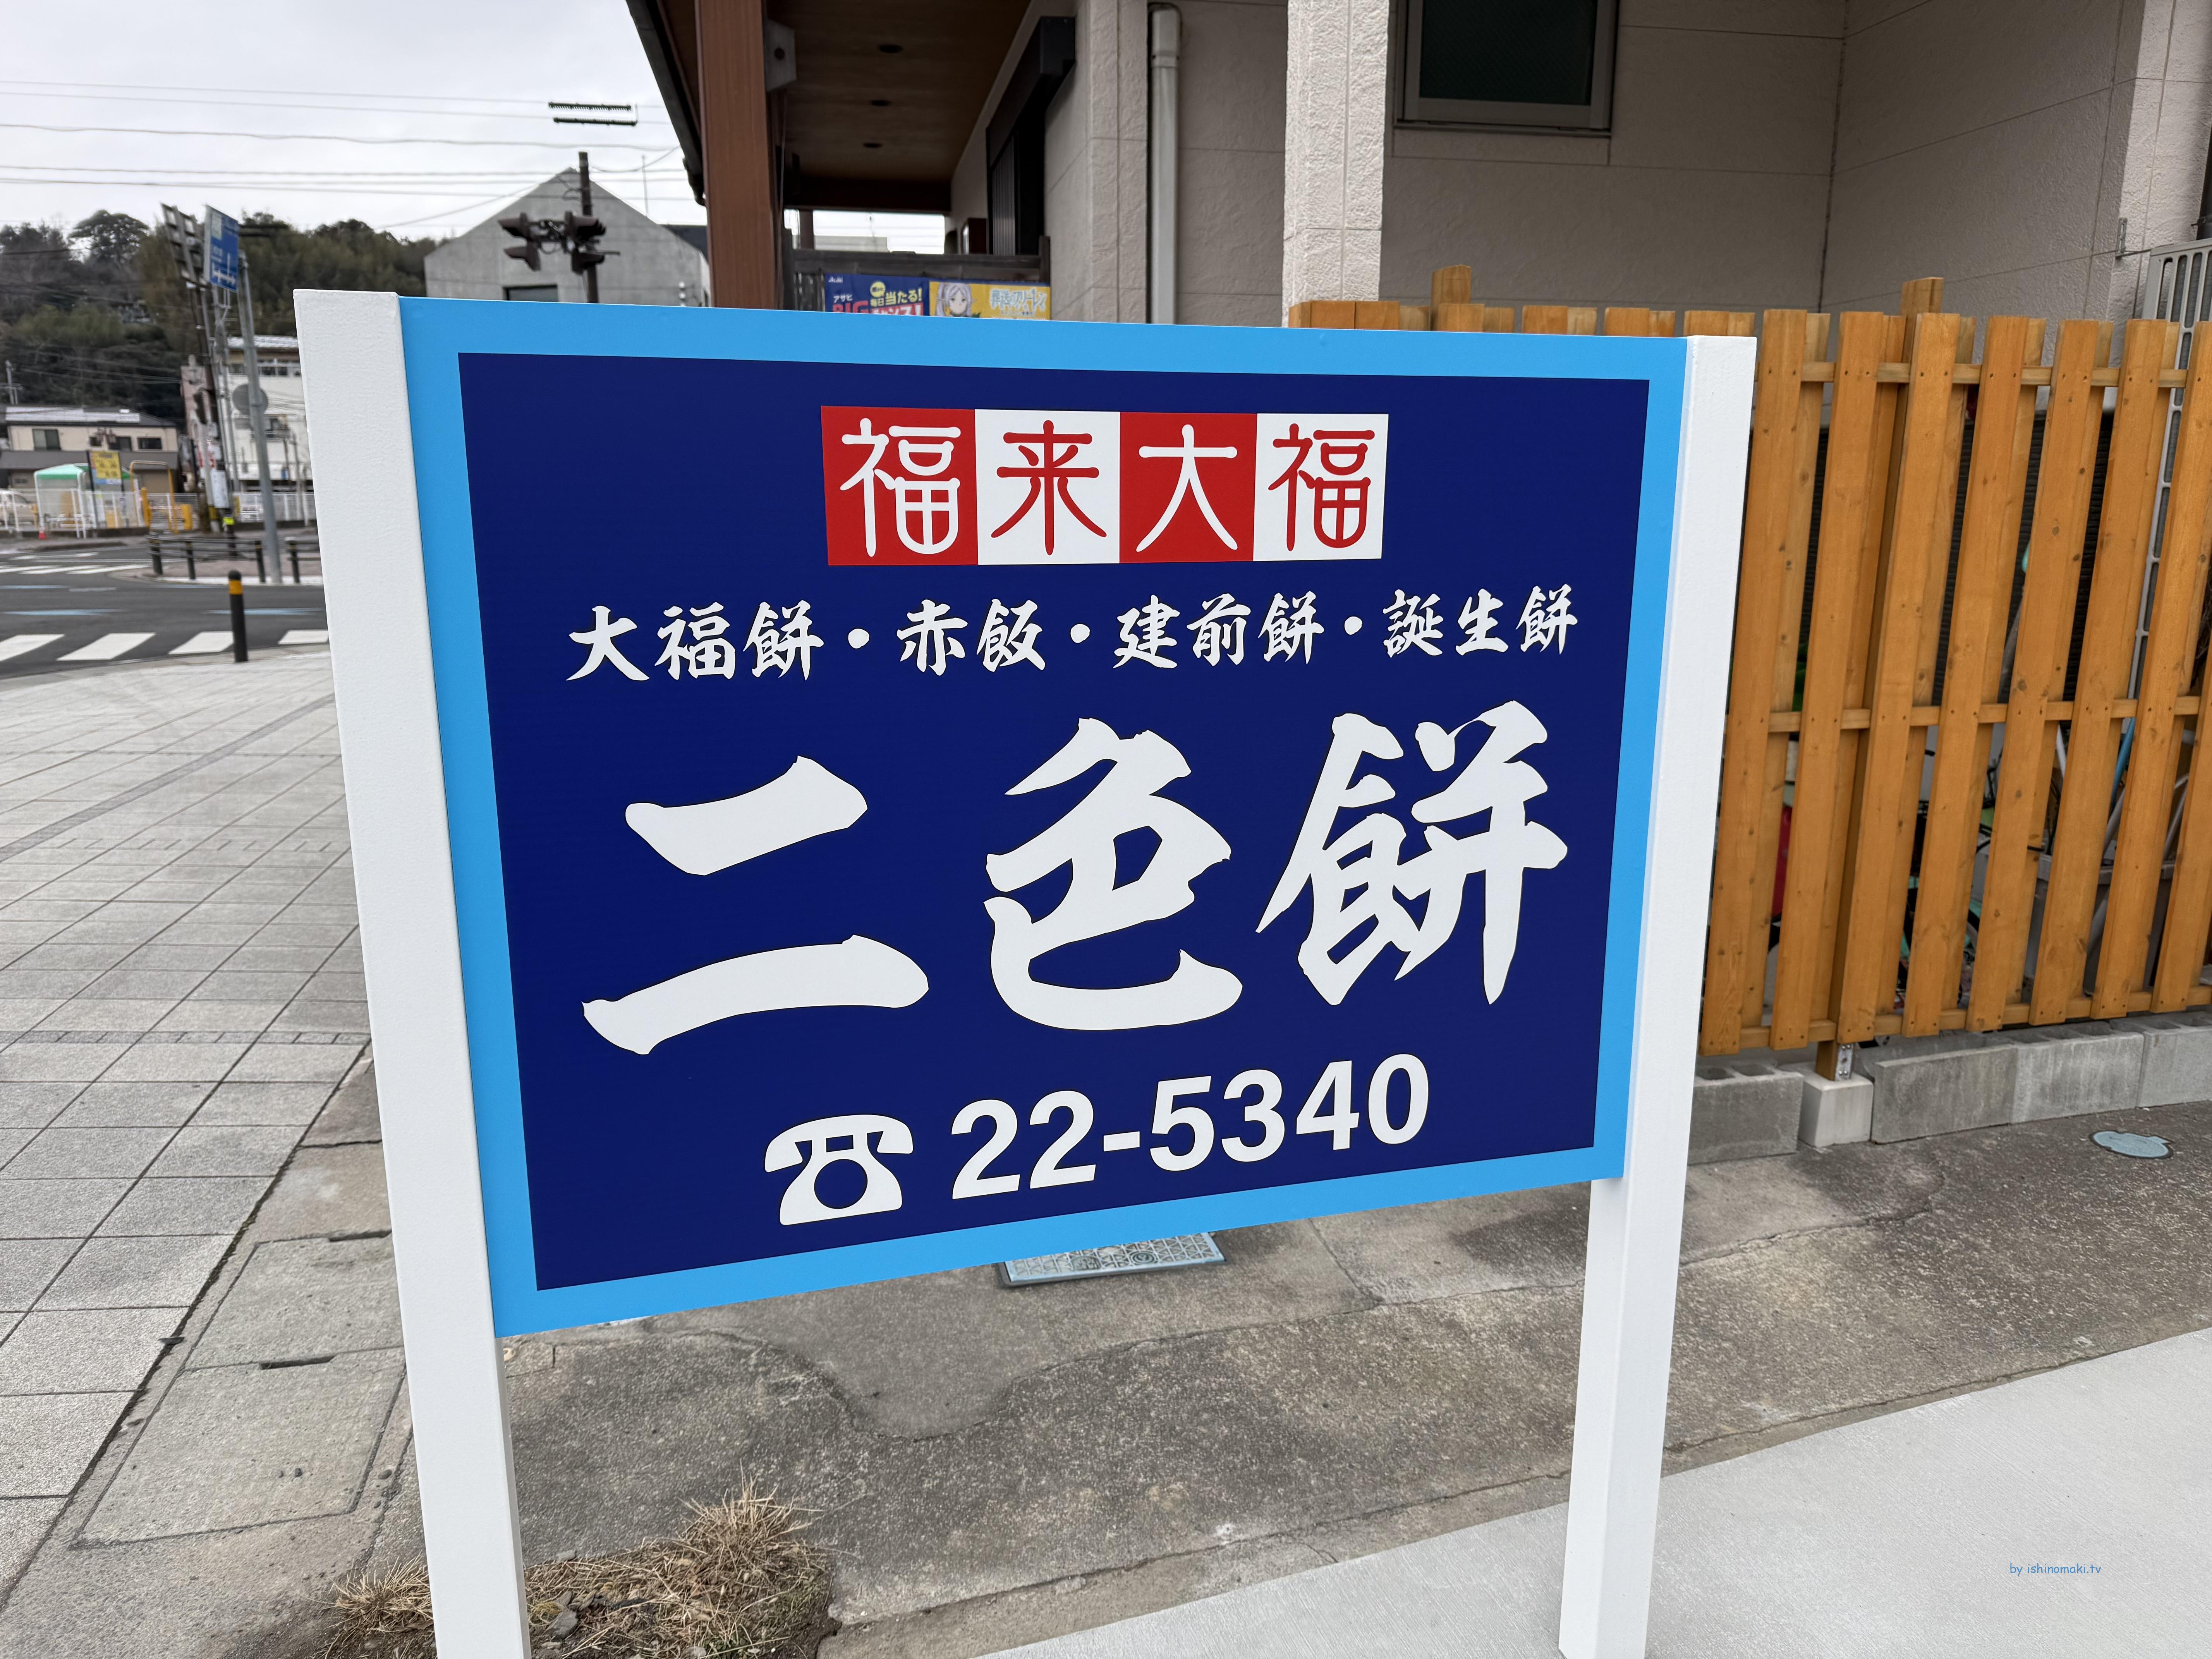 福来大福
大福餅・赤飯・建前餅・誕生餅
二色餅
☎ 22-5340
by ishinomaki.tv